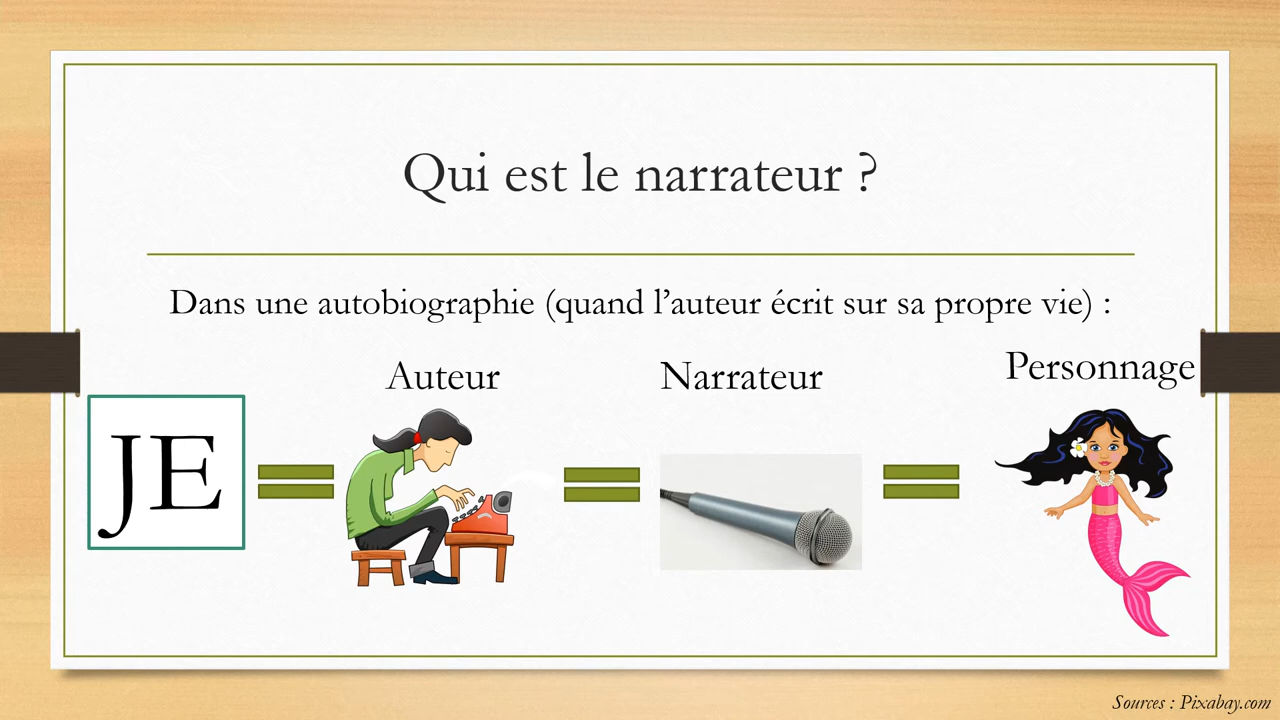 Qui est le narrateur ?
Dans une autobiographie (quand l’auteur écrit sur sa propre vie) :
Auteur
Narrateur
Personnage
JE
Sources : Pixabay.com